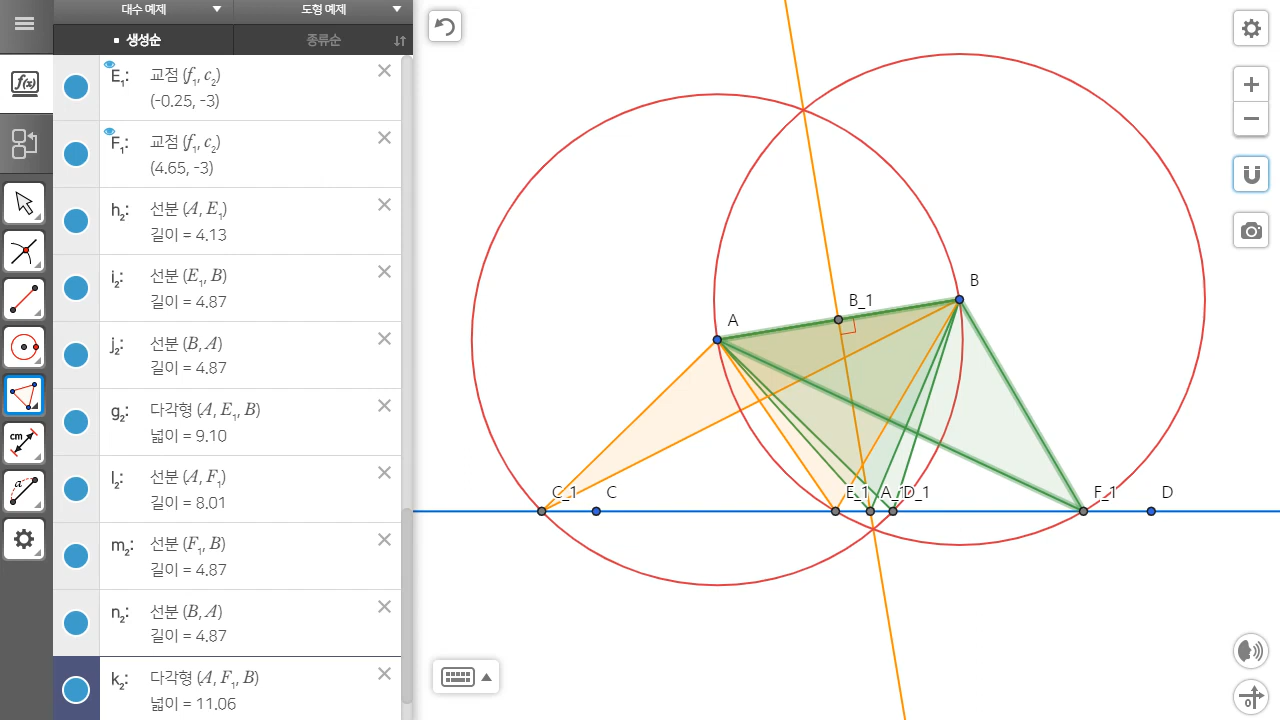 대수 예제 ▼ 도형 예제 ▼
▪ 생성순 종류순
f(x)
E₁: 교점 (f₁, c₂)
(-0.25, -3)
F₁: 교점 (f₁, c₂)
(4.65, -3)
h₂: 선분 (A, E₁)
길이 = 4.13
i₂: 선분 (E₁, B)
길이 = 4.87
j₂: 선분 (B, A)
길이 = 4.87
g₂: 다각형 (A, E₁, B)
넓이 = 9.10
l₂: 선분 (A, F₁)
길이 = 8.01
m₂: 선분 (F₁, B)
길이 = 4.87
n₂: 선분 (B, A)
길이 = 4.87
k₂: 다각형 (A, F₁, B)
넓이 = 11.06
cm
a
B
B_1
A
C_1 C E_1 A_1 D_1 F_1 D
0